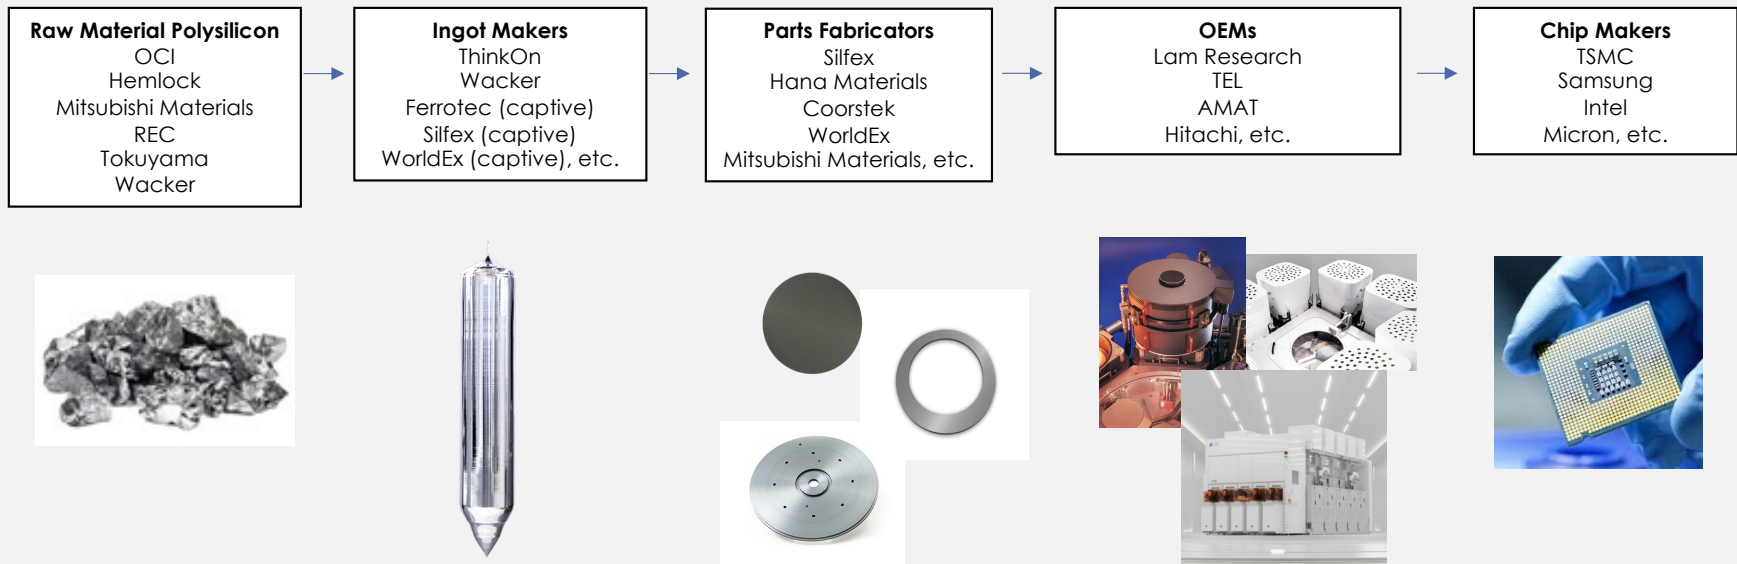 Raw Material Polysilicon
OCI
Hemlock
Mitsubishi Materials
REC
Tokuyama
Wacker
Ingot Makers
ThinkOn
Wacker
Ferrotec (captive)
Silfex (captive)
WorldEx (captive), etc.
Parts Fabricators
Silfex
Hana Materials
Coorstek
WorldEx
Mitsubishi Materials, etc.
OEMs
Lam Research
TEL
AMAT
Hitachi, etc.
Chip Makers
TSMC
Samsung
Intel
Micron, etc.